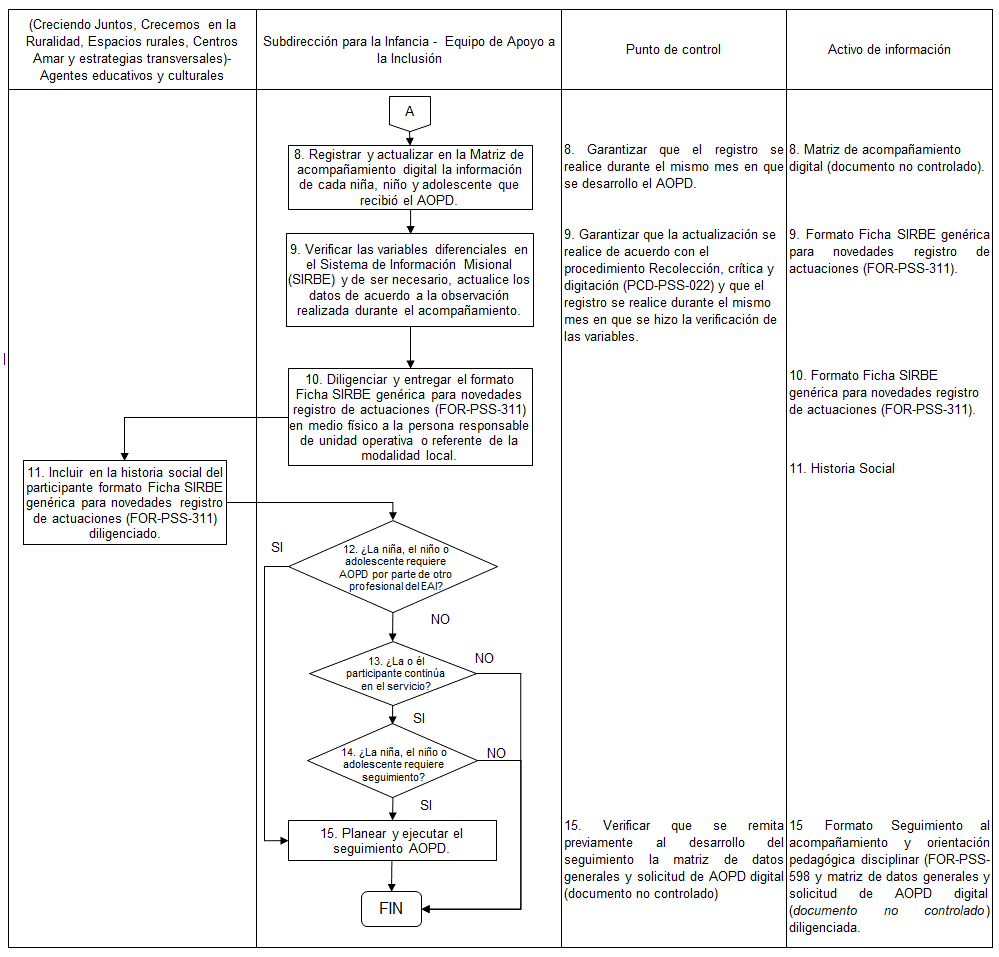 (Creciendo Juntos, Crecemos en la
Ruralidad, Espacios rurales, Centros
Amar y estrategias transversales)-
Agentes educativos y culturales
Subdirección para la Infancia - Equipo de Apoyo a
la Inclusión
Punto de control
Activo de información
A
8. Registrar y actualizar en la Matriz de
acompañamiento digital la información
de cada niña, niño y adolescente que
recibió el AOPD.
8. Garantizar que el registro se
realice durante el mismo mes en que
se desarrollo el AOPD.
8. Matriz de acompañamiento
digital (documento no controlado).
9. Verificar las variables diferenciales en
el Sistema de Información Misional
(SIRBE) y de ser necesario, actualice los
datos de acuerdo a la observación
realizada durante el acompañamiento.
9. Garantizar que la actualización se
realice de acuerdo con el
procedimiento Recolección, crítica y
digitación (PCD-PSS-022) y que el
registro se realice durante el mismo
mes en que se hizo la verificación de
las variables.
9. Formato Ficha SIRBE genérica
para novedades registro de
actuaciones (FOR-PSS-311).
10. Diligenciar y entregar el formato
Ficha SIRBE genérica para novedades
registro de actuaciones (FOR-PSS-311)
en medio físico a la persona responsable
de unidad operativa o referente de la
modalidad local.
10. Formato Ficha SIRBE
genérica para novedades registro
de actuaciones (FOR-PSS-311).
11. Incluir en la historia social del
participante formato Ficha SIRBE
genérica para novedades registro
de actuaciones (FOR-PSS-311)
diligenciado.
11. Historia Social
12. ¿La niña, el niño o
adolescente requiere
AOPD por parte de otro
profesional del EAI?
SI
NO
13. ¿La o él
participante continúa
en el servicio?
NO
SI
14. ¿La niña, el niño o
adolescente requiere
seguimiento?
NO
SI
15. Planear y ejecutar el
seguimiento AOPD.
15. Verificar que se remita
previamente al desarrollo del
seguimiento la matriz de datos
generales y solicitud de AOPD digital
(documento no controlado)
15 Formato Seguimiento al
acompañamiento y orientación
pedagógica disciplinar (FOR-PSS-
598 y matriz de datos generales y
solicitud de AOPD digital
(documento no controlado)
diligenciada.
FIN